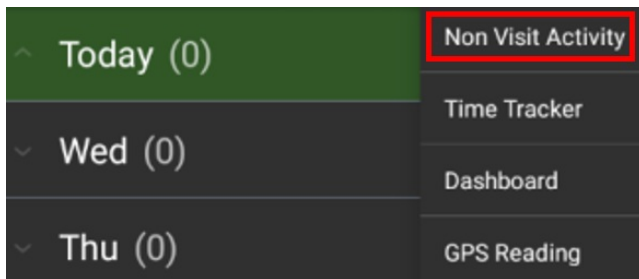 Today (0)
Wed (0)
Thu (0)
Non Visit Activity
Time Tracker
Dashboard
GPS Reading